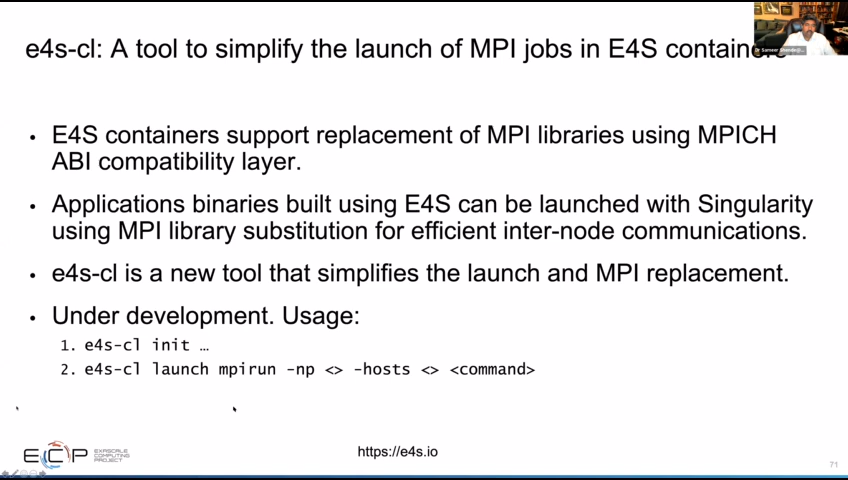 e4s-cl: A tool to simplify the launch of MPI jobs in E4S containers
Dr Sameer Shende
E4S containers support replacement of MPI libraries using MPICH
ABI compatibility layer.
Applications binaries built using E4S can be launched with Singularity
using MPI library substitution for efficient inter-node communications.
e4s-cl is a new tool that simplifies the launch and MPI replacement.
Under development. Usage:
1. e4s-cl init …
2. e4s-cl launch mpirun -np <> -hosts <> <command>
ECP
EXASCALE
COMPUTING
PROJECT
https://e4s.io
71